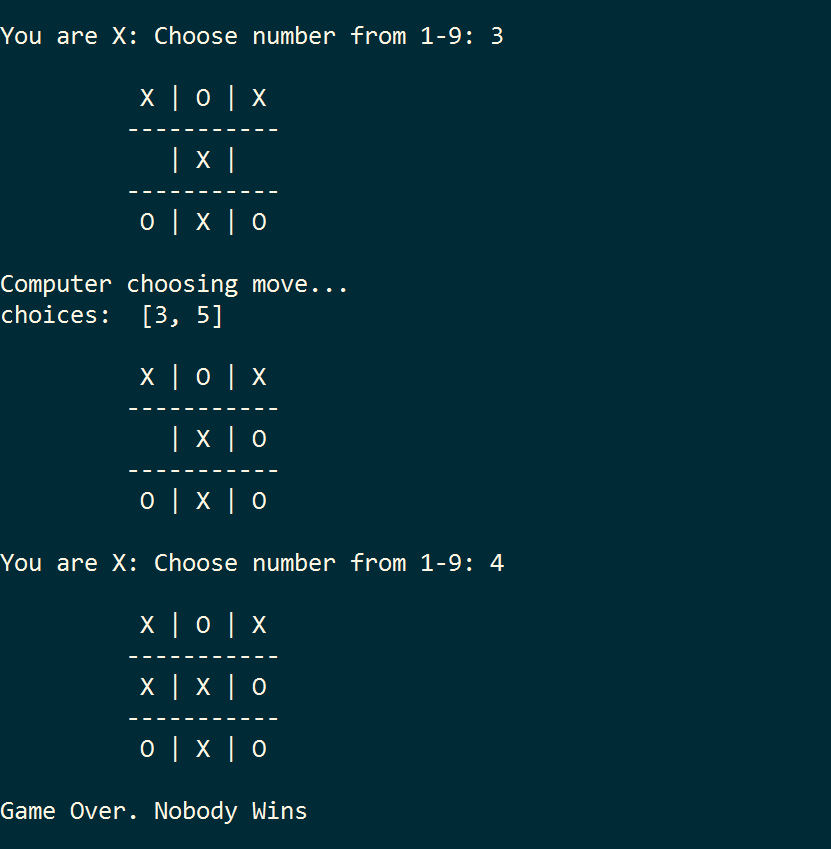 You are X: Choose number from 1-9: 3
X | O | X
-----------
| X |
-----------
O | X | O
Computer choosing move...
choices:  [3, 5]
X | O | X
-----------
| X | O
-----------
O | X | O
You are X: Choose number from 1-9: 4
X | O | X
-----------
X | X | O
-----------
O | X | O
Game Over. Nobody Wins